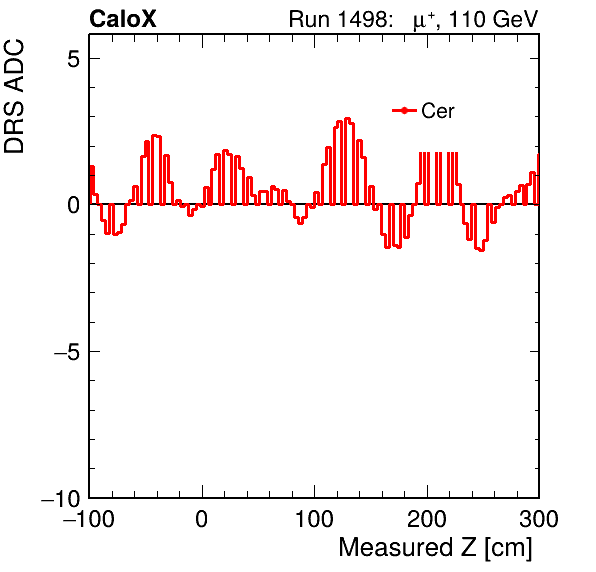 CaloX Run 1498: μ⁺, 110 GeV
DRS ADC
Cer
5
0
−5
−10
−100 0 100 200 300
Measured Z [cm]